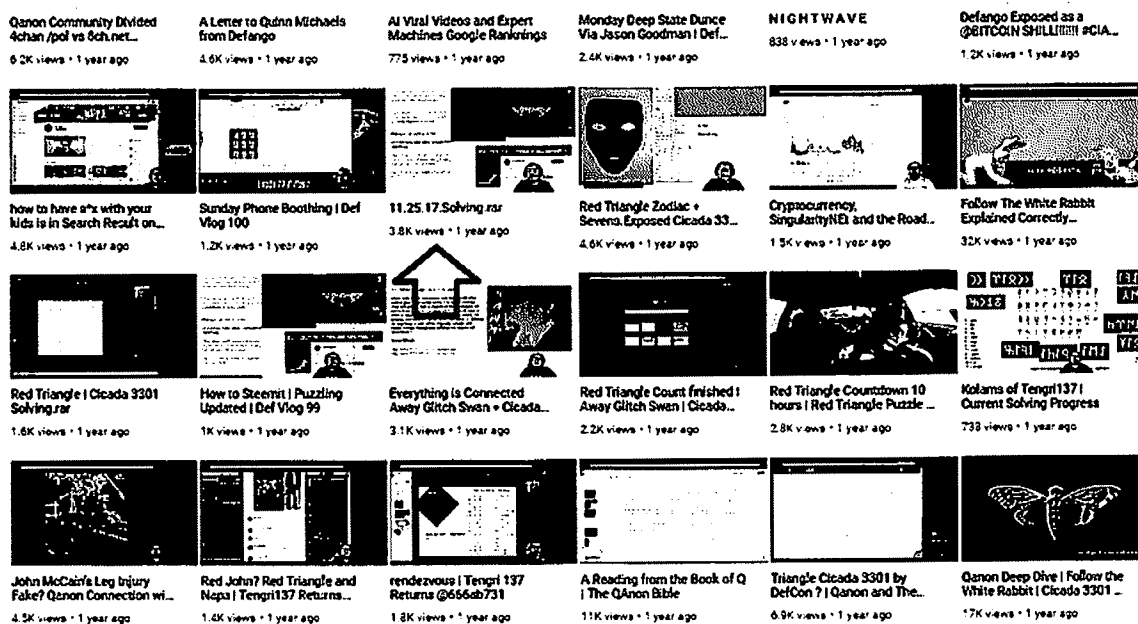 Qanon Community Divided
4chan /pol vs 8ch.net...
6.2K views • 1 year ago
A Letter to Quinn Michaels
from Defango
4.6K views • 1 year ago
AI Viral Videos and Expert
Machines Google Ranknings
775 views • 1 year ago
Monday Deep State Dunce
Via Jason Goodman | Def...
2.4K views • 1 year ago
NIGHTWAVE
838 views • 1 year ago
Defango Exposed as a
@BITCOIN SHILL!!!!!! #CIA...
1.2K views • 1 year ago
how to have s*x with your
kids is in Search Result on...
4.8K views • 1 year ago
Sunday Phone Boothing | Def
Vlog 100
1.2K views • 1 year ago
11.25.17.Solving.rar
3.8K views • 1 year ago
Red Triangle Zodiac +
Sevens.Exposed Cicada 33...
4.6K views • 1 year ago
Cryptocurrency,
SingularityNEt and the Road...
1.5K views • 1 year ago
Follow The White Rabbit
Explained Correctly...
32K views • 1 year ago
Red Triangle | Cicada 3301
Solving.rar
1.6K views • 1 year ago
How to Steemit | Puzzling
Updated | Def Vlog 99
1K views • 1 year ago
Everything is Connected
Away Glitch Swan + Cicada...
3.1K views • 1 year ago
Red Triangle Count finished !
Away Glitch Swan | Cicada...
2.2K views • 1 year ago
Red Triangle Countdown 10
hours | Red Triangle Puzzle ...
2.8K views • 1 year ago
Kolams of Tengri137 |
Current Solving Progress
733 views • 1 year ago
John McCain's Leg Injury
Fake? Qanon Connection wi...
4.5K views • 1 year ago
Red John? Red Triangle and
Napa | Tengri137 Returns...
1.4K views • 1 year ago
rendezvous | Tengri 137
Returns @666ab731
1.8K views • 1 year ago
A Reading from the Book of Q
| The QAnon Bible
11K views • 1 year ago
Triangle Cicada 3301 by
DefCon ? | Qanon and The...
6.9K views • 1 year ago
Qanon Deep Dive | Follow the
White Rabbit | Cicada 3301 ...
17K views • 1 year ago